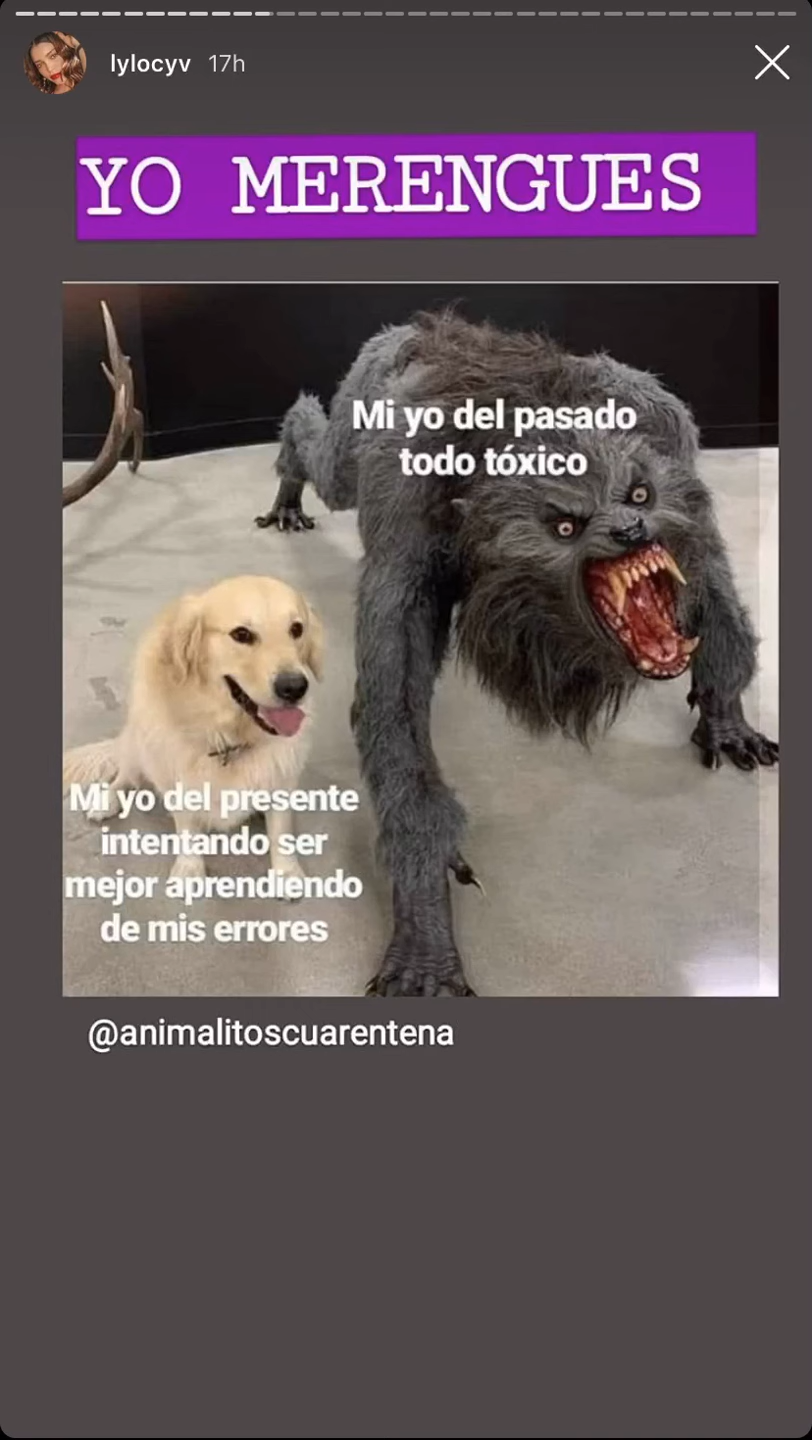 lylocyv 17h
YO MERENGUES
Mi yo del pasado
todo tóxico
Mi yo del presente
intentando ser
mejor aprendiendo
de mis errores
@animalitoscuarentena